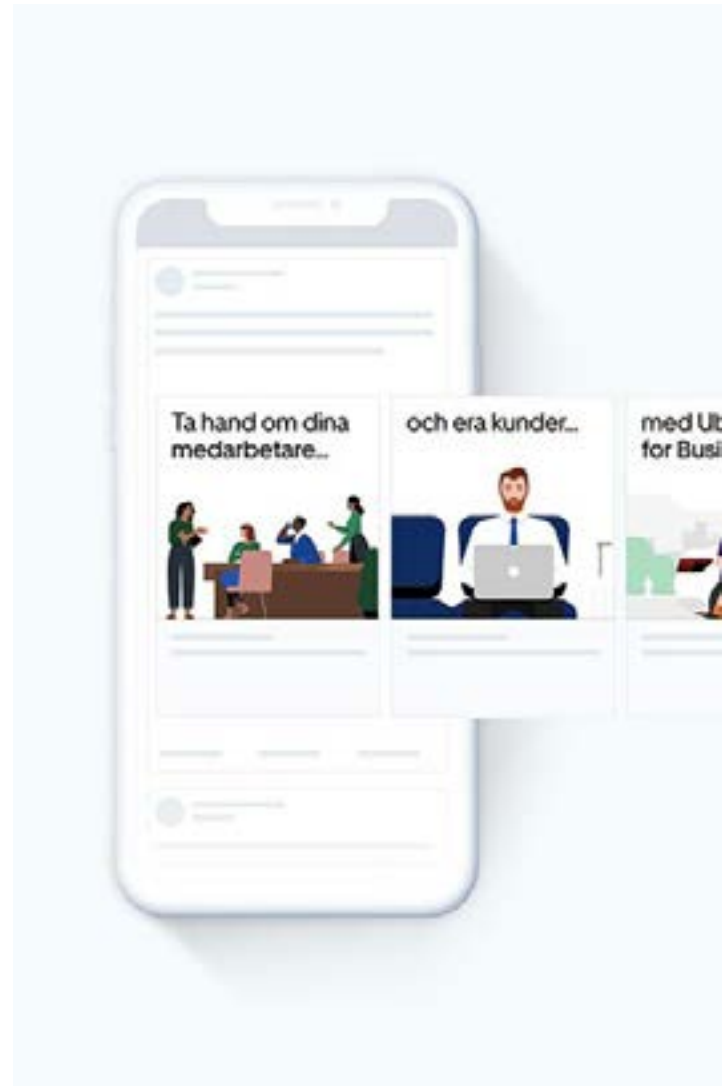 Ta hand om dina
medarbetare...
och era kunder...
med Ub
for Busi